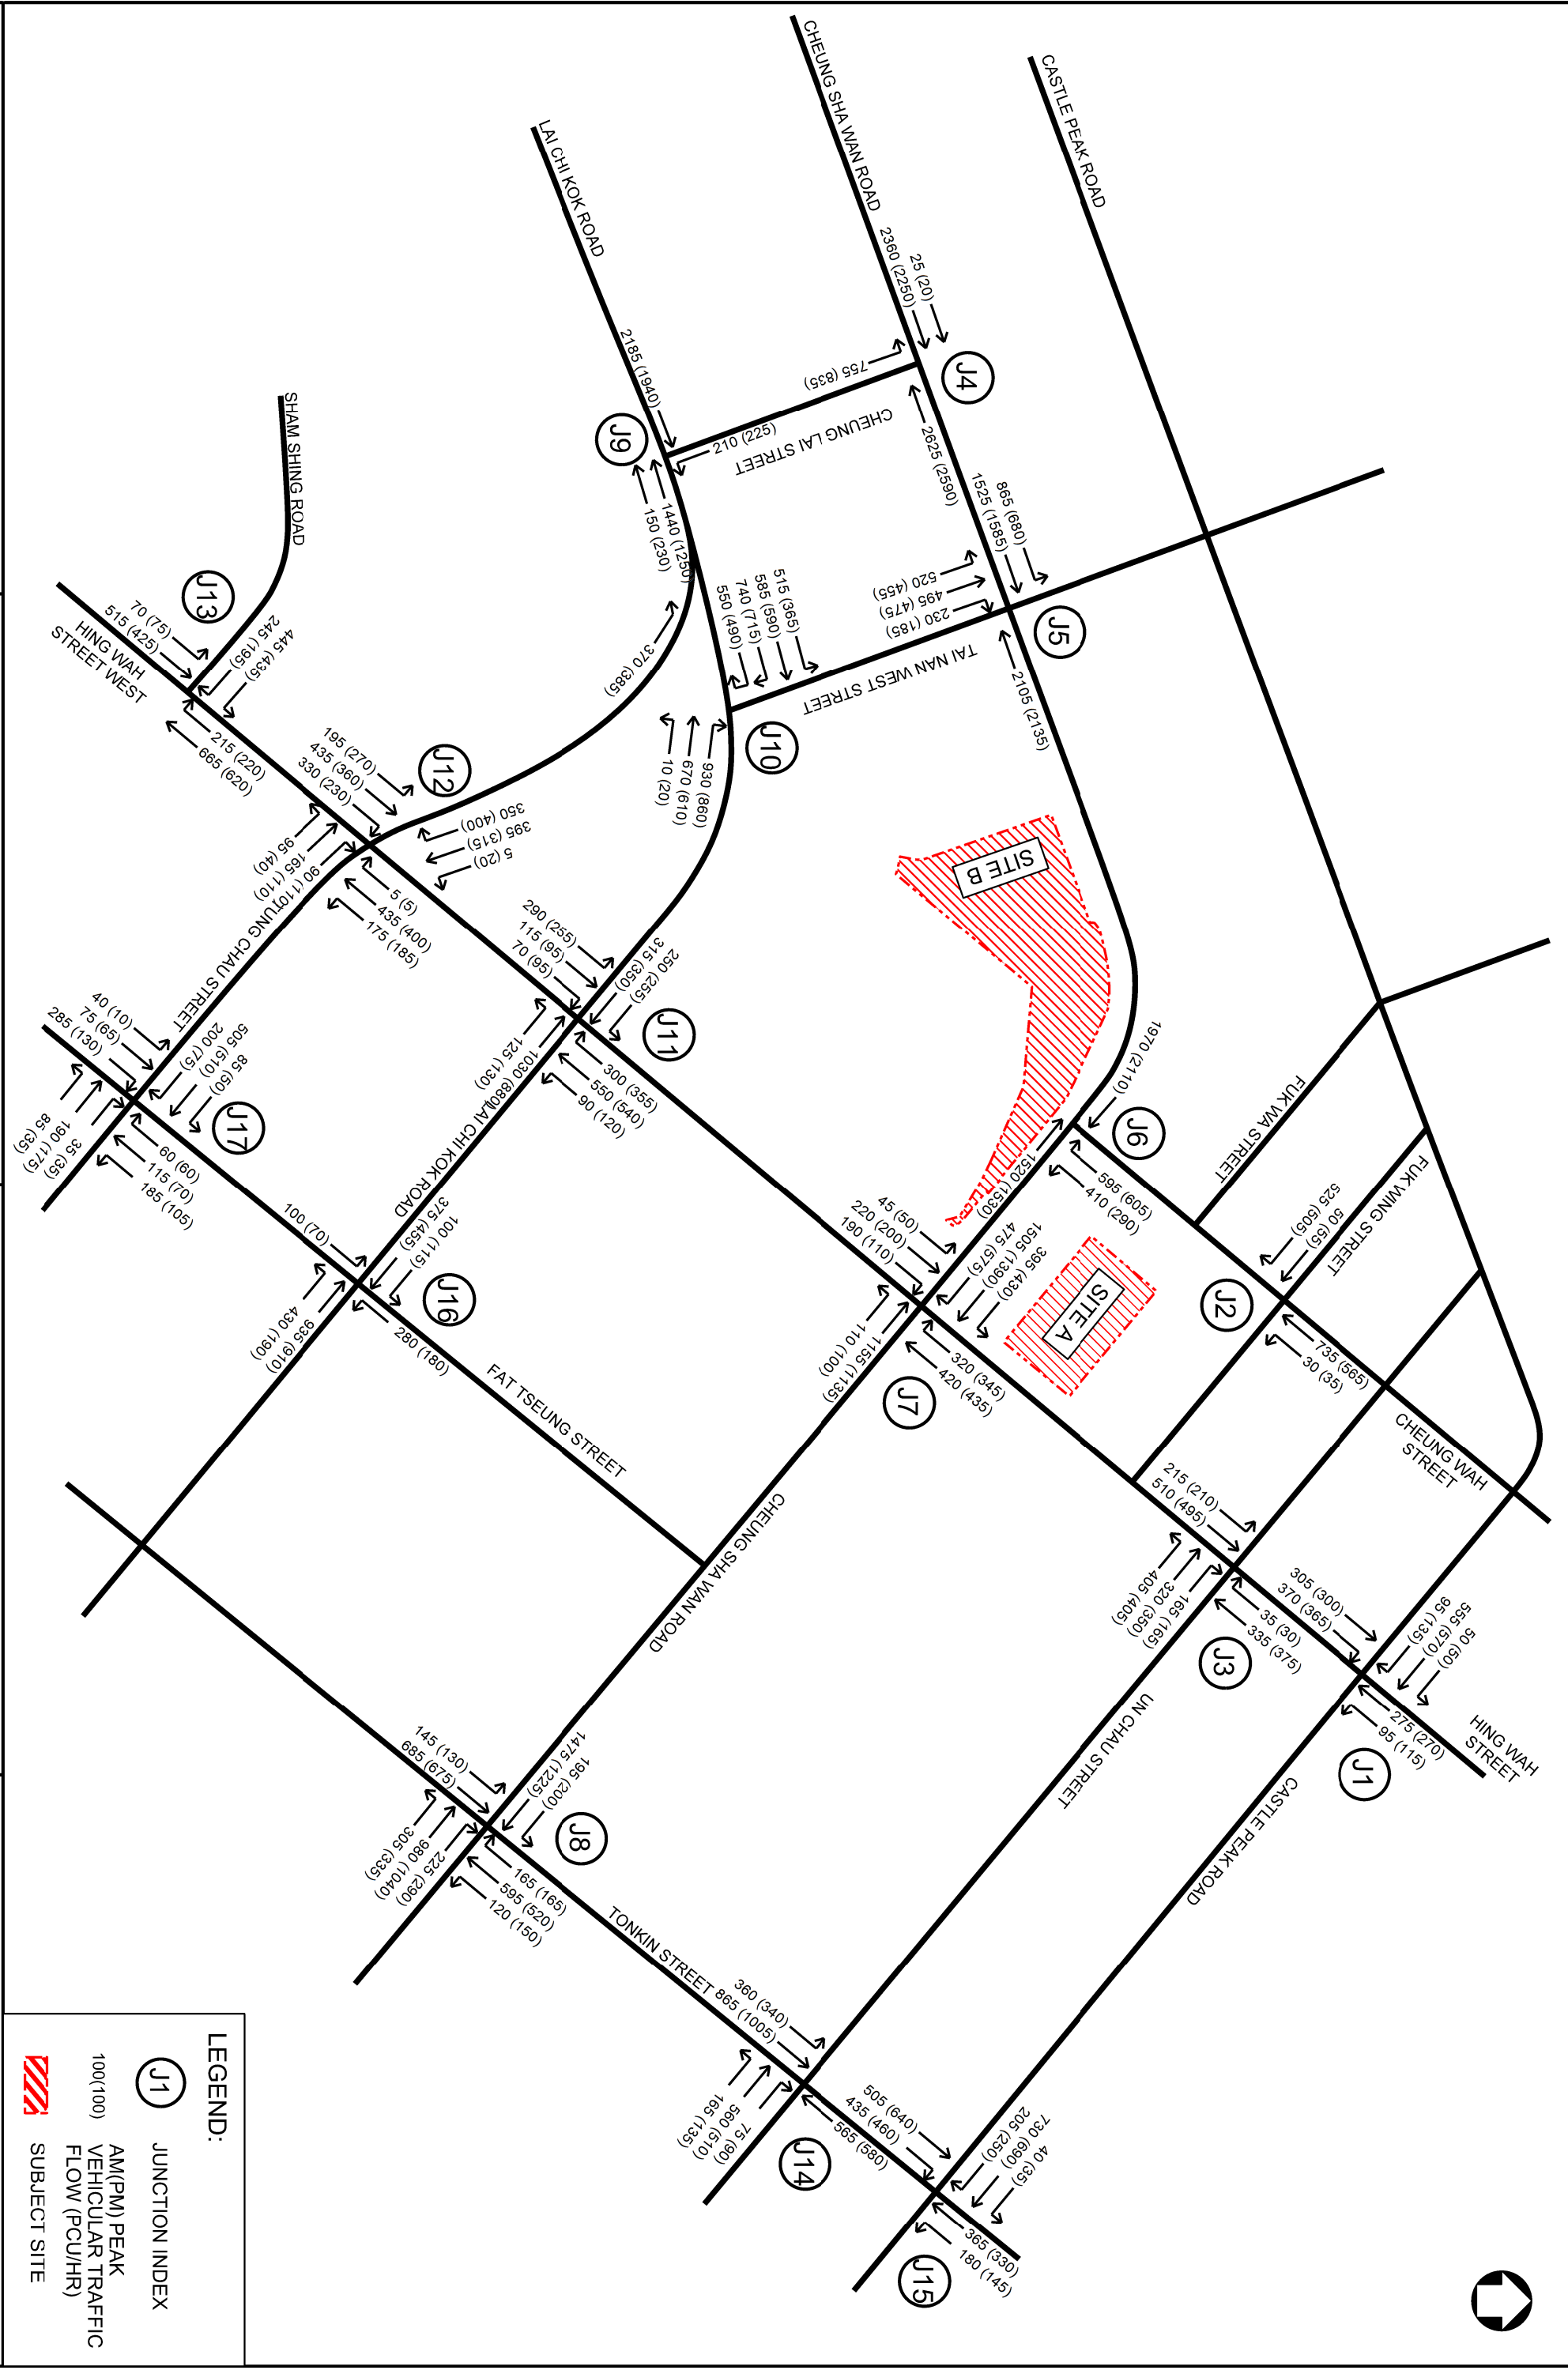 CASTLE PEAK ROAD
CHEUNG SHA WAN ROAD
LAI CHI KOK ROAD
SHAM SHING ROAD
25 (20)
2360 (2250)
J4
755 (835)
CHEUNG LAI STREET
2625 (2590)
2185 (1940)
210 (225)
J9
1440 (1250)
150 (230)
865 (680)
1525 (1585)
J5
520 (455)
495 (475)
230 (185)
2105 (2135)
TAI NAN WEST STREET
515 (365)
585 (590)
740 (715)
550 (490)
J10
930 (860)
670 (610)
10 (20)
370 (385)
J13
70 (75)
515 (425)
HING WAH
STREET WEST
445 (435)
245 (195)
215 (220)
665 (620)
J12
195 (270)
435 (360)
330 (230)
350 (400)
395 (315)
5 (20)
5 (5)
435 (400)
175 (185)
90 (110)
165 (110)
95 (40)
TUNG CHAU STREET
SITE B
1970 (2110)
J6
595 (605)
410 (290)
1520 (1530)
FUK WA STREET
FUK WING STREET
525 (505)
50 (55)
J2
735 (565)
30 (35)
CHEUNG WAH
STREET
SITE A
J11
290 (255)
115 (95)
70 (95)
250 (255)
315 (350)
300 (355)
550 (540)
90 (120)
1030 (880)
125 (130)
LAI CHI KOK ROAD
J17
40 (10)
75 (65)
285 (130)
85 (50)
505 (510)
200 (75)
60 (60)
115 (70)
185 (105)
35 (35)
190 (175)
85 (35)
J16
100 (70)
100 (115)
375 (455)
280 (180)
935 (910)
430 (190)
FAT TSEUNG STREET
J7
45 (50)
220 (200)
190 (110)
395 (430)
1505 (1390)
475 (575)
320 (345)
420 (435)
1155 (1135)
110 (100)
CHEUNG SHA WAN ROAD
J3
215 (210)
510 (495)
35 (30)
335 (375)
165 (165)
320 (350)
405 (405)
UN CHAU STREET
J1
305 (300)
370 (365)
50 (50)
555 (570)
95 (135)
275 (270)
95 (115)
HING WAH
STREET
CASTLE PEAK ROAD
J8
145 (130)
685 (675)
195 (200)
1475 (1225)
165 (165)
595 (520)
120 (150)
225 (290)
980 (1040)
305 (335)
TONKIN STREET
J14
360 (340)
865 (1005)
565 (580)
75 (90)
560 (510)
165 (135)
J15
505 (640)
435 (460)
40 (35)
730 (690)
205 (250)
365 (330)
180 (145)
LEGEND:
J1
JUNCTION INDEX
100(100)
AM(PM) PEAK
VEHICULAR TRAFFIC
FLOW (PCU/HR)
SUBJECT SITE